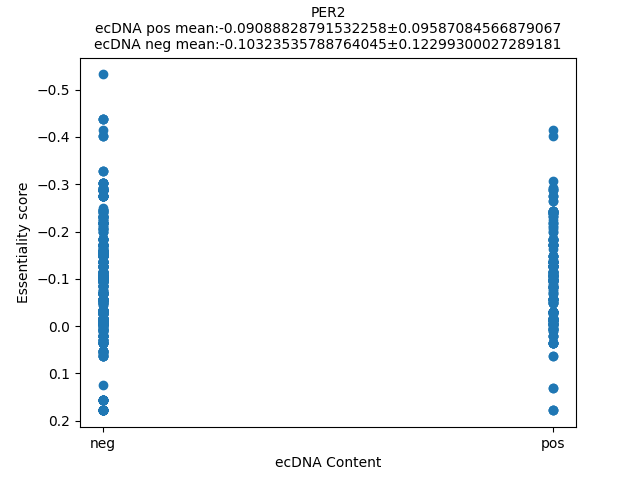 PER2
ecDNA pos mean:-0.09088828791532258±0.09587084566879067
ecDNA neg mean:-0.10323535788764045±0.12299300027289181
−0.5
−0.4
−0.3
−0.2
−0.1
0.0
0.1
0.2
Essentiality score
neg
pos
ecDNA Content